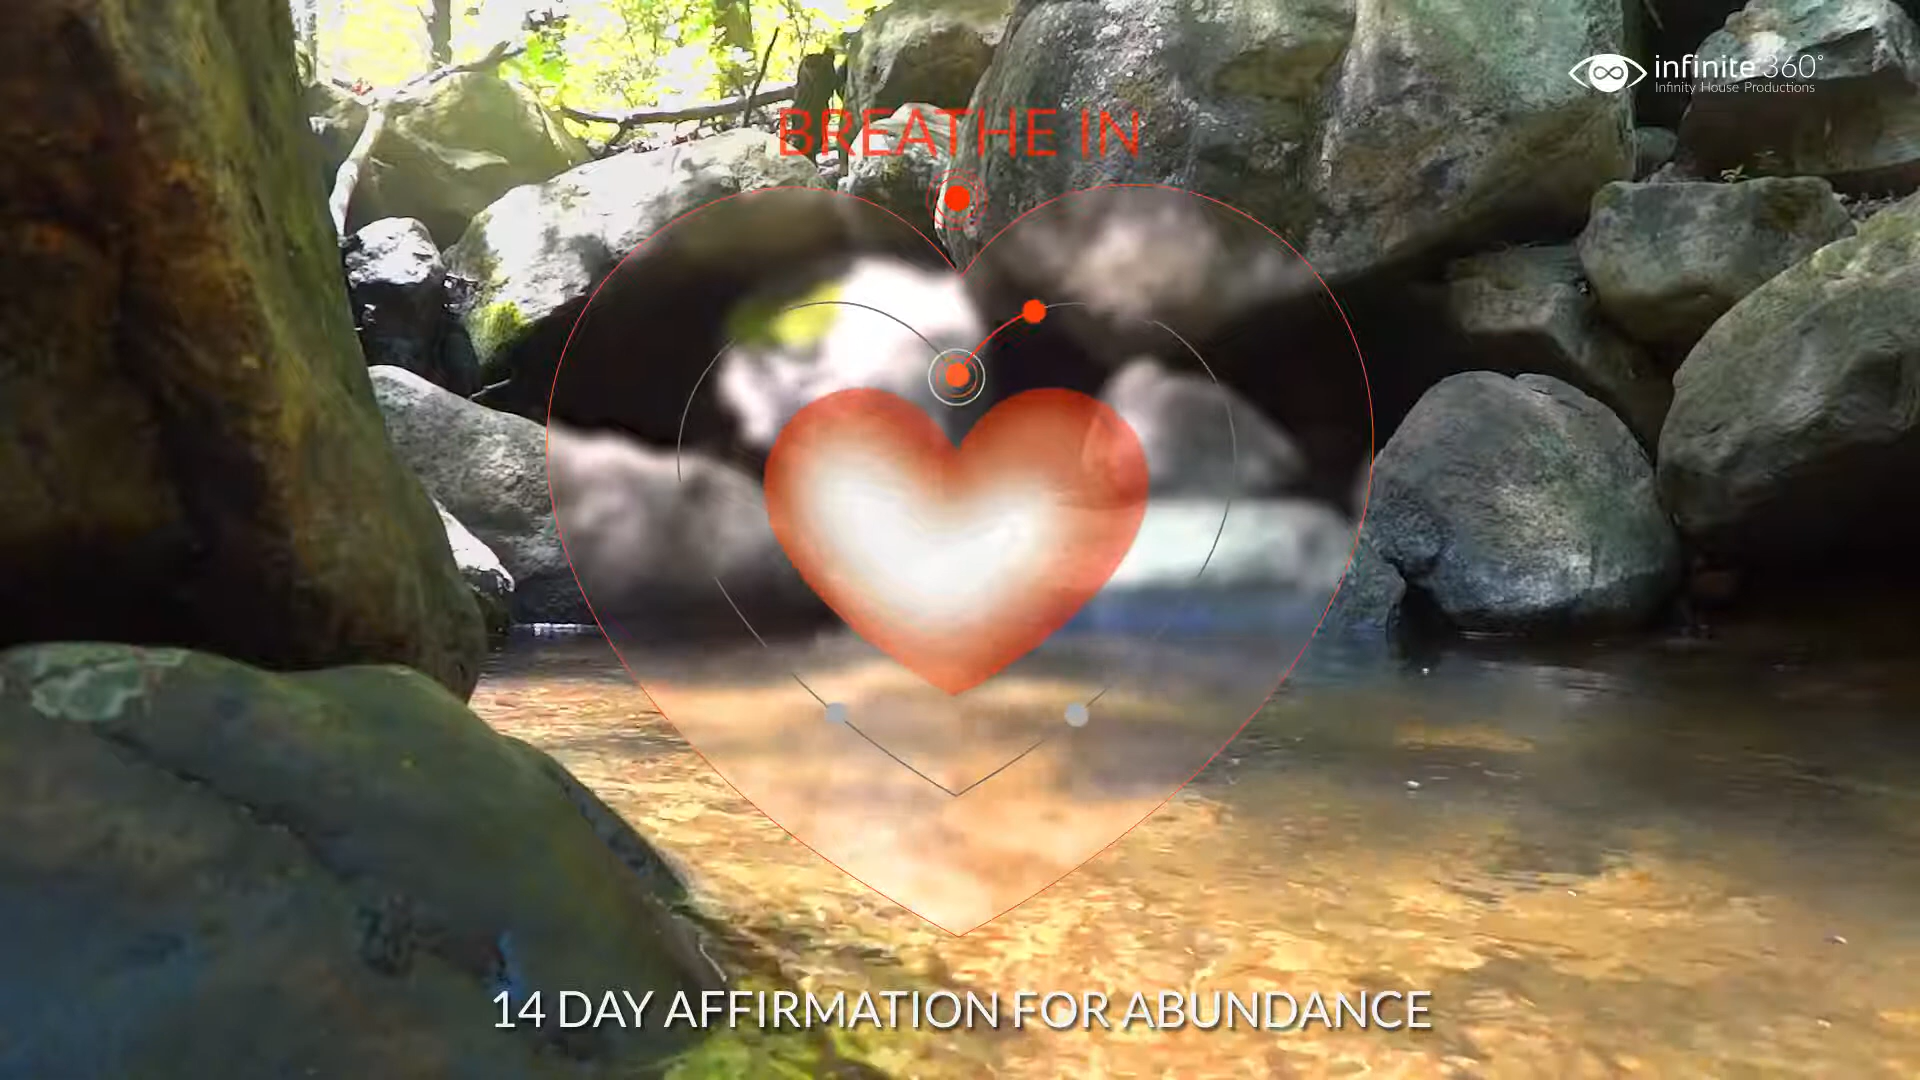 infinite 360°
Infinity House Productions
BREATHE IN
14 DAY AFFIRMATION FOR ABUNDANCE